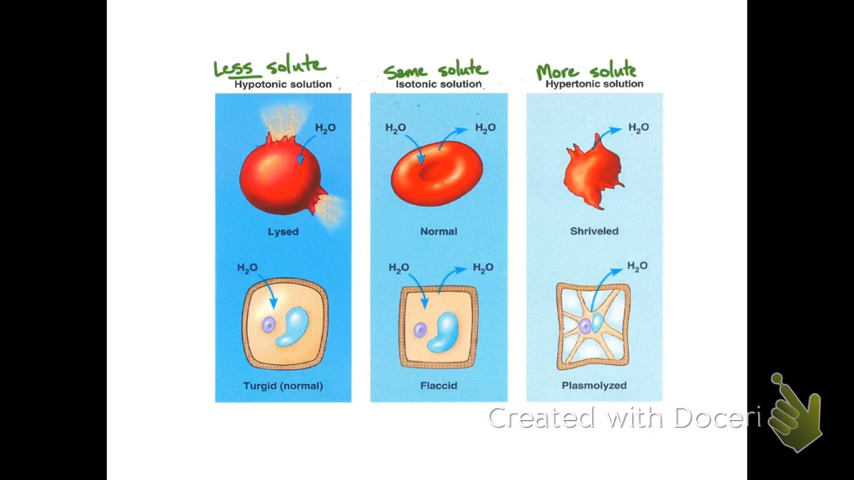 Less solute
Same solute
More solute
Hypotonic solution
Isotonic solution
Hypertonic solution
H₂O
H₂O
H₂O
H₂O
Lysed
Normal
Shriveled
H₂O
H₂O
H₂O
H₂O
Turgid (normal)
Flaccid
Plasmolyzed
Created with Doceri